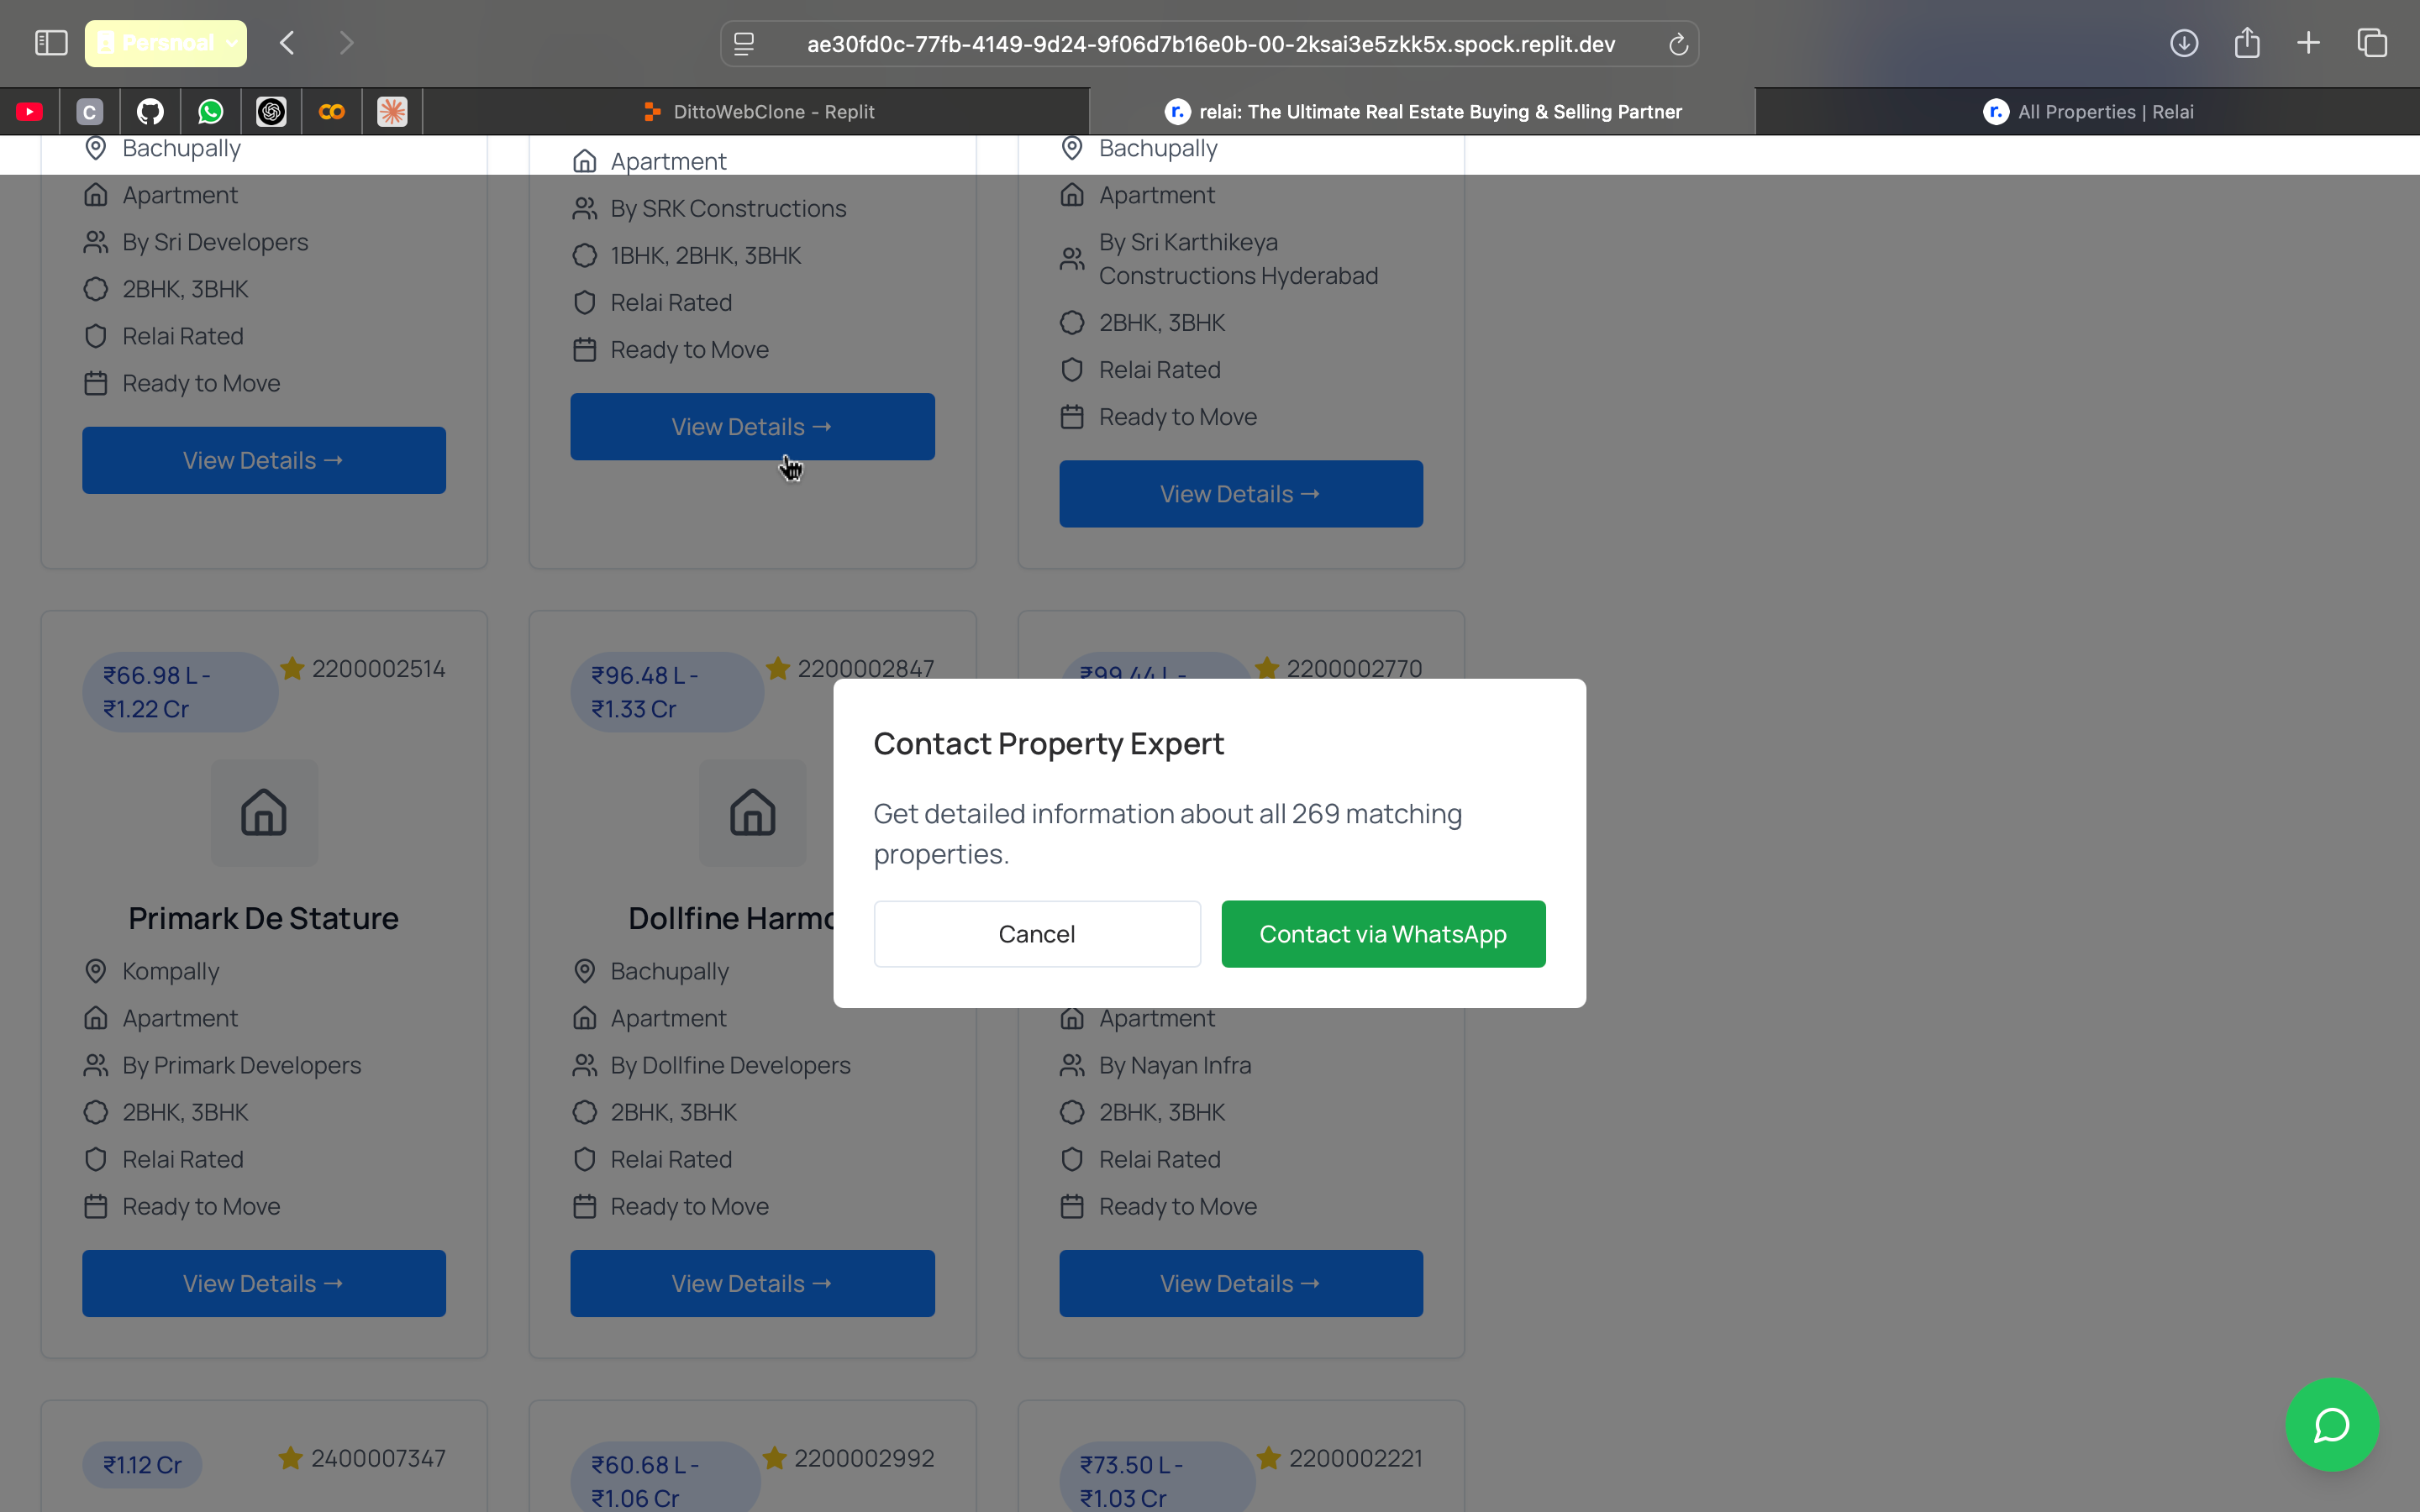 Persnoal
ae30fd0c-77fb-4149-9d24-9f06d7b16e0b-00-2ksai3e5zkk5x.spock.replit.dev
C
DittoWebClone - Replit
r. relai: The Ultimate Real Estate Buying & Selling Partner
r. All Properties | Relai
Bachupally
Apartment
By Sri Developers
2BHK, 3BHK
Relai Rated
Ready to Move
View Details →
Apartment
By SRK Constructions
1BHK, 2BHK, 3BHK
Relai Rated
Ready to Move
View Details →
Bachupally
Apartment
By Sri Karthikeya
Constructions Hyderabad
2BHK, 3BHK
Relai Rated
Ready to Move
View Details →
₹66.98 L -
₹1.22 Cr
2200002514
Primark De Stature
Kompally
Apartment
By Primark Developers
2BHK, 3BHK
Relai Rated
Ready to Move
View Details →
₹96.48 L -
₹1.33 Cr
2200002847
Dollfine Harmo
Bachupally
Apartment
By Dollfine Developers
2BHK, 3BHK
Relai Rated
Ready to Move
View Details →
₹99.44 L -
2200002770
Apartment
By Nayan Infra
2BHK, 3BHK
Relai Rated
Ready to Move
View Details →
Contact Property Expert
Get detailed information about all 269 matching
properties.
Cancel
Contact via WhatsApp
₹1.12 Cr
2400007347
₹60.68 L -
₹1.06 Cr
2200002992
₹73.50 L -
₹1.03 Cr
2200002221